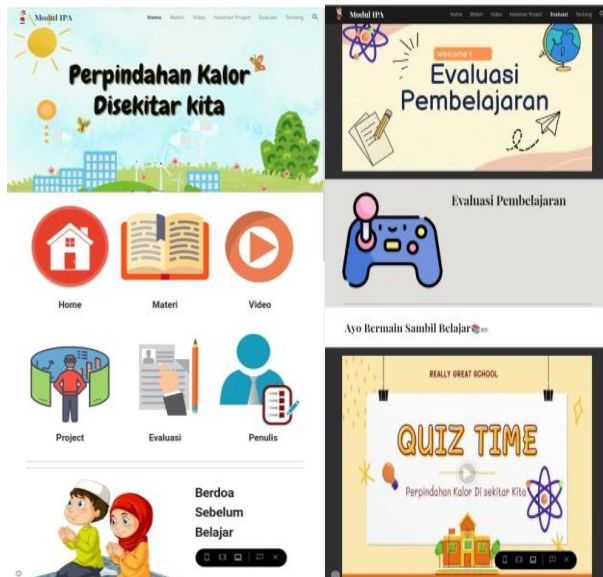 Modul IPA
Home Materi Video Halaman Project Evaluasi Tentang
Perpindahan Kalor
Disekitar kita
Home Materi Video
Project Evaluasi Penulis
Berdoa
Sebelum
Belajar
Modul IPA
Home Materi Video Halaman Project Evaluasi Tentang
Welcome !
Evaluasi
Pembelajaran
Evaluasi Pembelajaran
Ayo Bermain Sambil Belajar
REALLY GREAT SCHOOL
QUIZ TIME
Perpindahan Kalor Di sekitar Kita